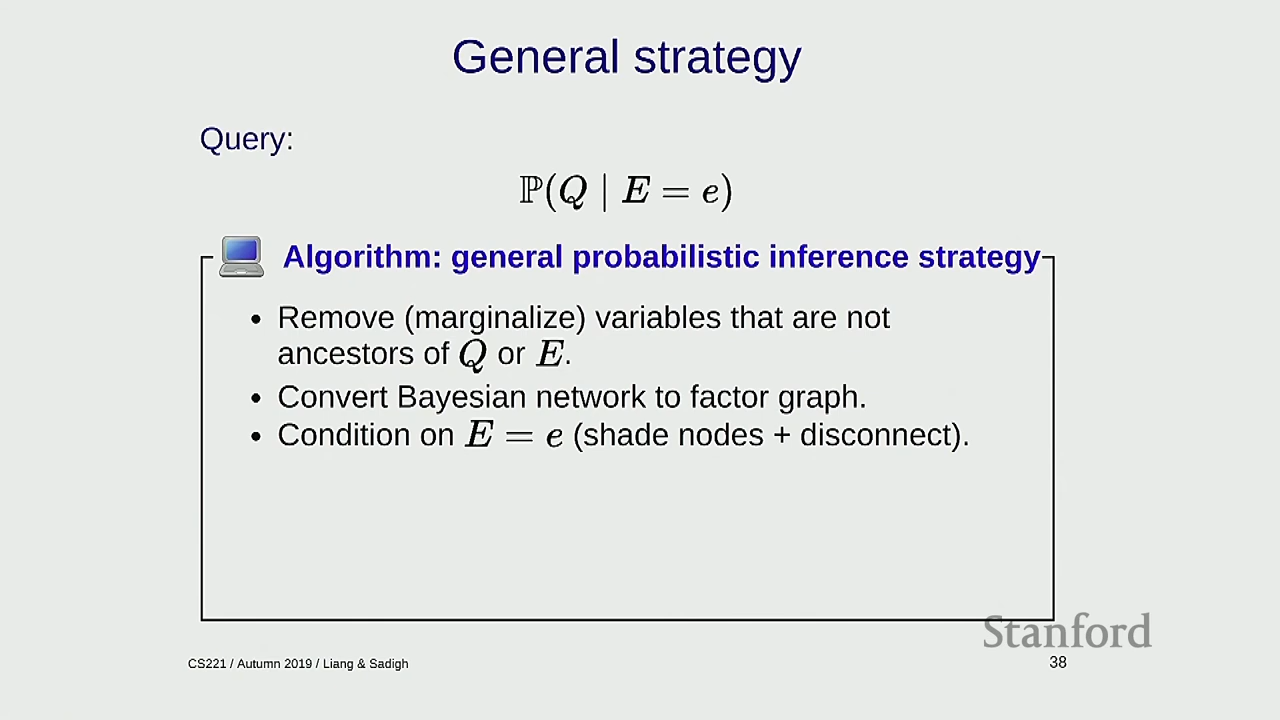 General strategy
Query:
ℙ(Q | E = e)
Algorithm: general probabilistic inference strategy
• Remove (marginalize) variables that are not
ancestors of Q or E.
• Convert Bayesian network to factor graph.
• Condition on E = e (shade nodes + disconnect).
Stanford
CS221 / Autumn 2019 / Liang & Sadigh
38